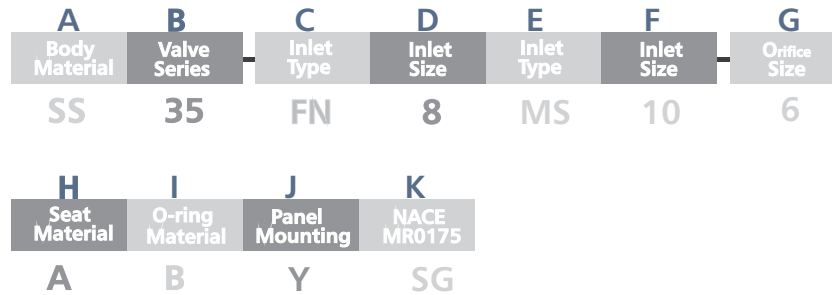 A B C D E F G
Body Material Valve Series Inlet Type Inlet Size Inlet Type Inlet Size Orifice Size
SS 35 FN 8 MS 10 6
H I J K
Seat Material O-ring Material Panel Mounting NACE MR0175
A B Y SG